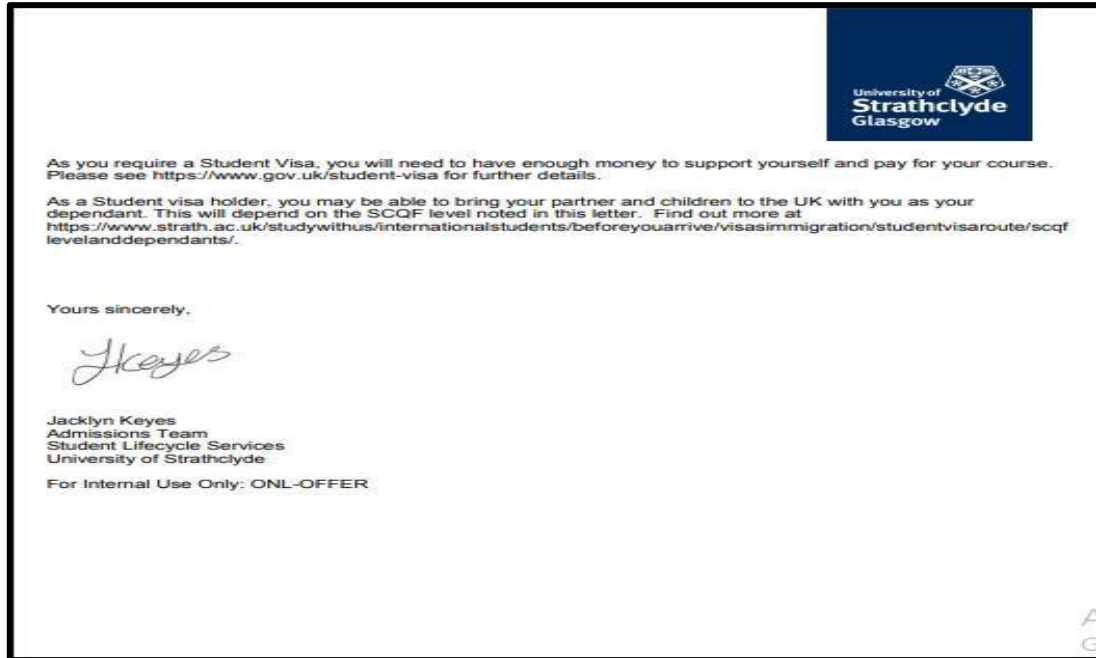 University of
Strathclyde
Glasgow
As you require a Student Visa, you will need to have enough money to support yourself and pay for your course.
Please see https://www.gov.uk/student-visa for further details.
As a Student visa holder, you may be able to bring your partner and children to the UK with you as your
dependant. This will depend on the SCQF level noted in this letter. Find out more at
https://www.strath.ac.uk/studywithus/internationalstudents/beforeyouarrive/visasimmigration/studentvisaroute/scqf
levelanddependants/.
Yours sincerely,
JKeyes
Jacklyn Keyes
Admissions Team
Student Lifecycle Services
University of Strathclyde
For Internal Use Only: ONL-OFFER
A
G